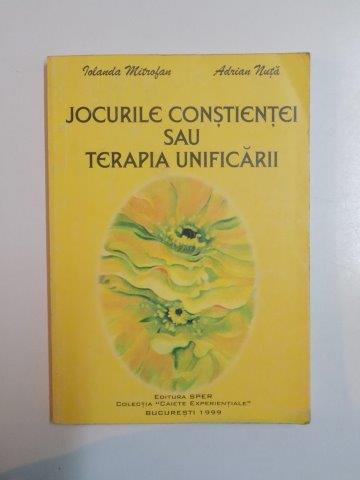 Iolanda Mitrofan Adrian Nuță
JOCURILE CONȘTIENȚEI
SAU
TERAPIA UNIFICĂRII
EDITURA SPER
COLECȚIA "CAIETE EXPERIENȚIALE"
BUCUREȘTI 1999